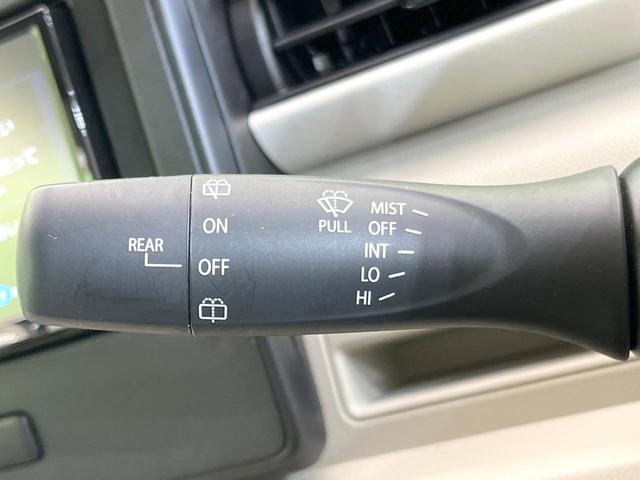 ON
REAR
OFF
PULL
MIST
OFF
INT
LO
HI